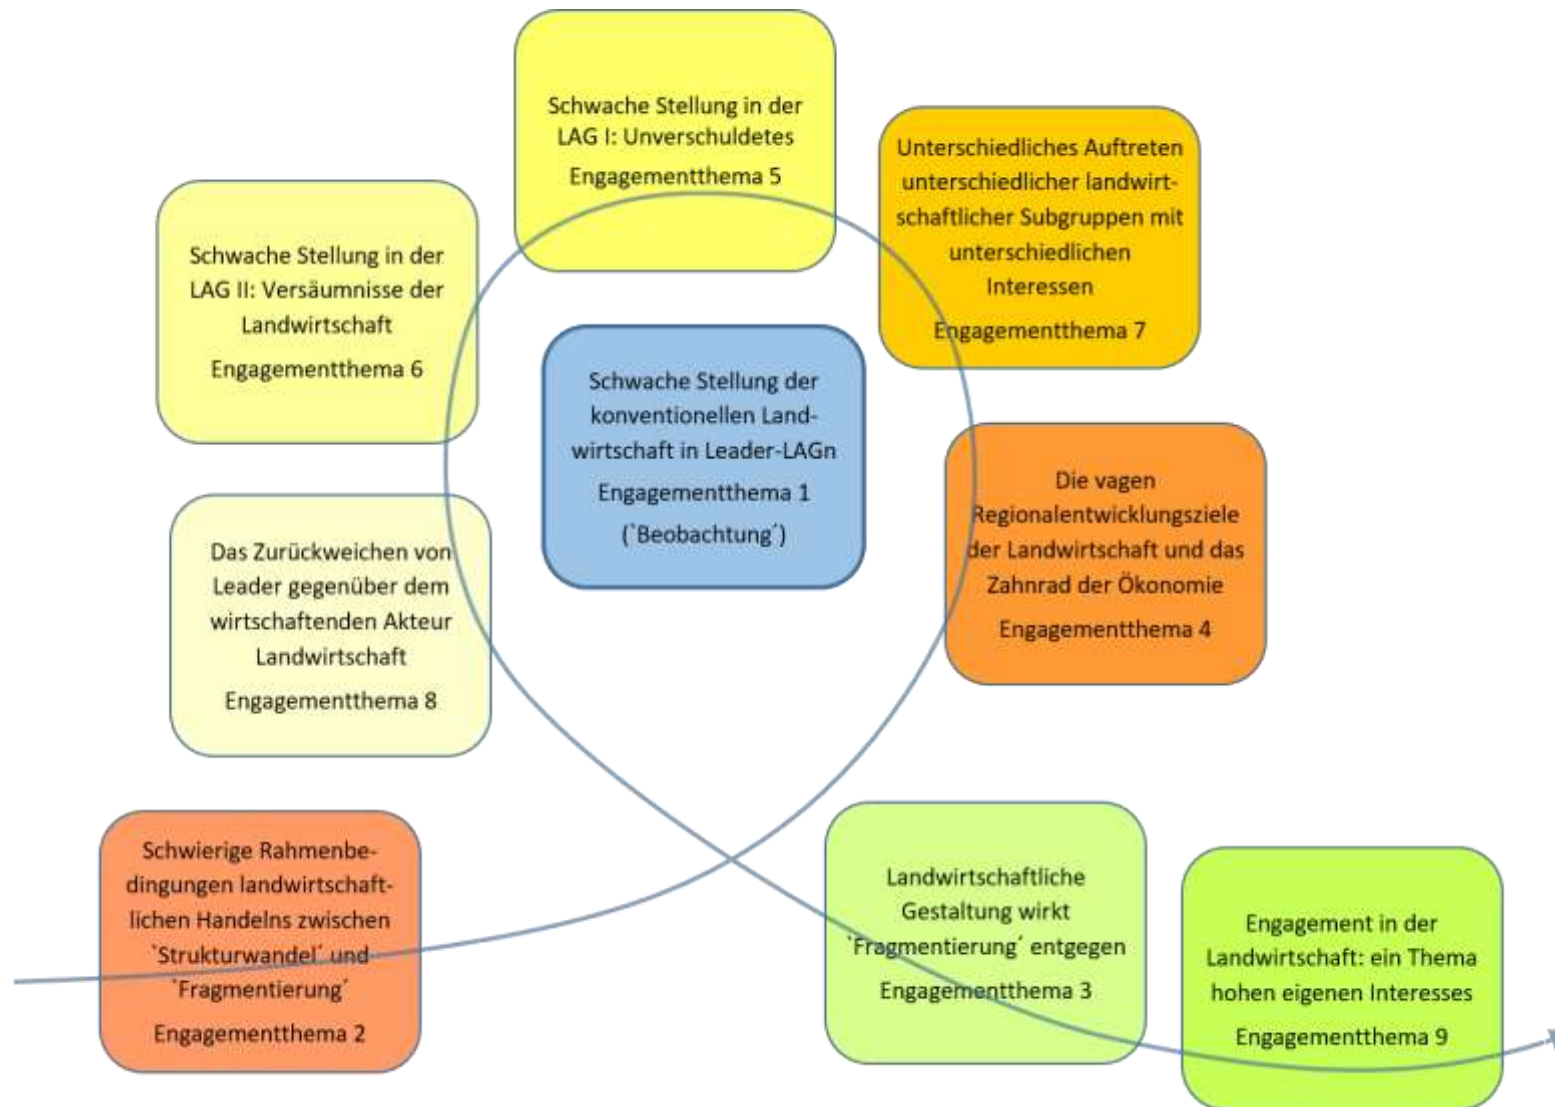 Schwache Stellung in der
LAG I: Unverschuldetes
Engagementthema 5
Unterschiedliches Auftreten
unterschiedlicher landwirt-
schaftlicher Subgruppen mit
unterschiedlichen
Interessen
Engagementthema 7
Schwache Stellung in der
LAG II: Versäumnisse der
Landwirtschaft
Engagementthema 6
Schwache Stellung der
konventionellen Land-
wirtschaft in Leader-LAGn
Engagementthema 1
(`Beobachtung´)
Die vagen
Regionalentwicklungsziele
der Landwirtschaft und das
Zahnrad der Ökonomie
Engagementthema 4
Das Zurückweichen von
Leader gegenüber dem
wirtschaftenden Akteur
Landwirtschaft
Engagementthema 8
Schwierige Rahmenbe-
dingungen landwirtschaft-
lichen Handelns zwischen
`Strukturwandel´ und
`Fragmentierung´
Engagementthema 2
Landwirtschaftliche
Gestaltung wirkt
`Fragmentierung´ entgegen
Engagementthema 3
Engagement in der
Landwirtschaft: ein Thema
hohen eigenen Interesses
Engagementthema 9